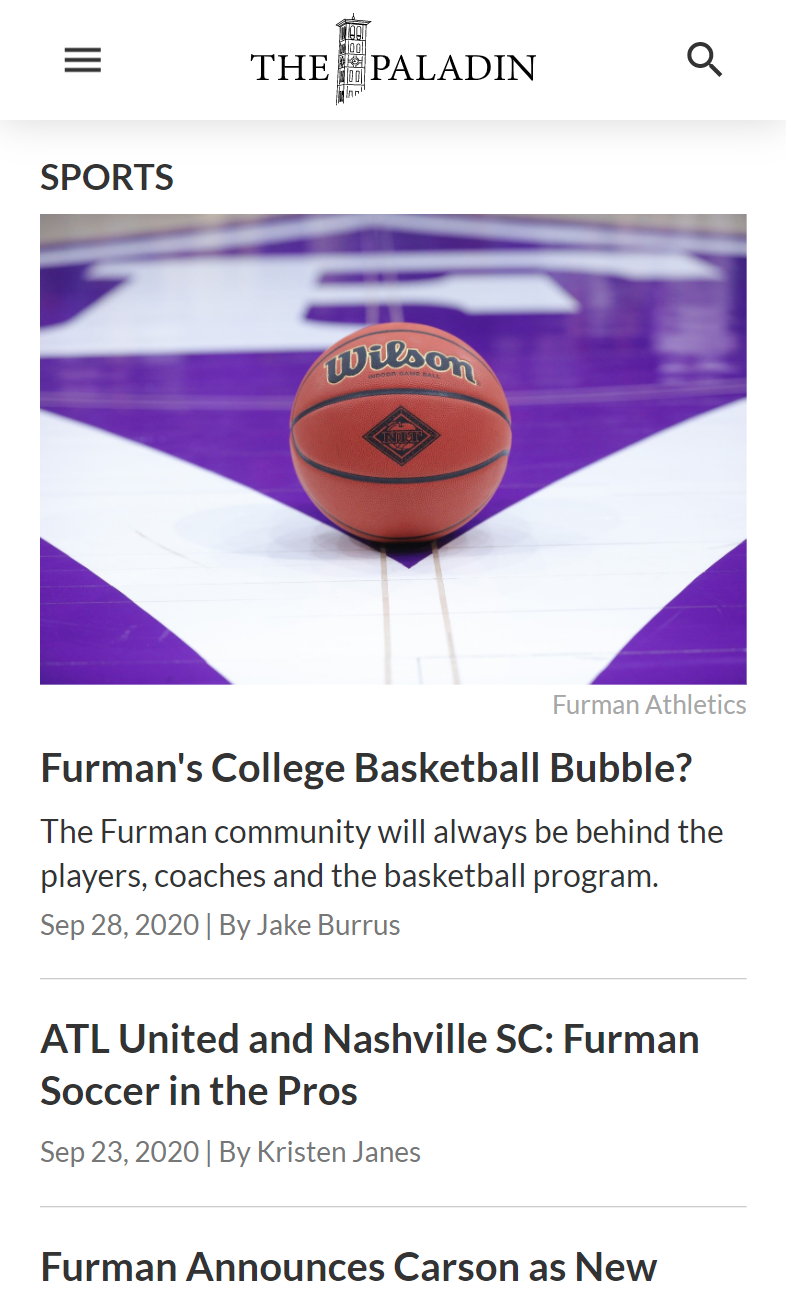 THE PALADIN
SPORTS
Wilson
INDOOR GAME BALL
Furman Athletics
Furman's College Basketball Bubble?
The Furman community will always be behind the
players, coaches and the basketball program.
Sep 28, 2020 | By Jake Burrus
ATL United and Nashville SC: Furman
Soccer in the Pros
Sep 23, 2020 | By Kristen Janes
Furman Announces Carson as New